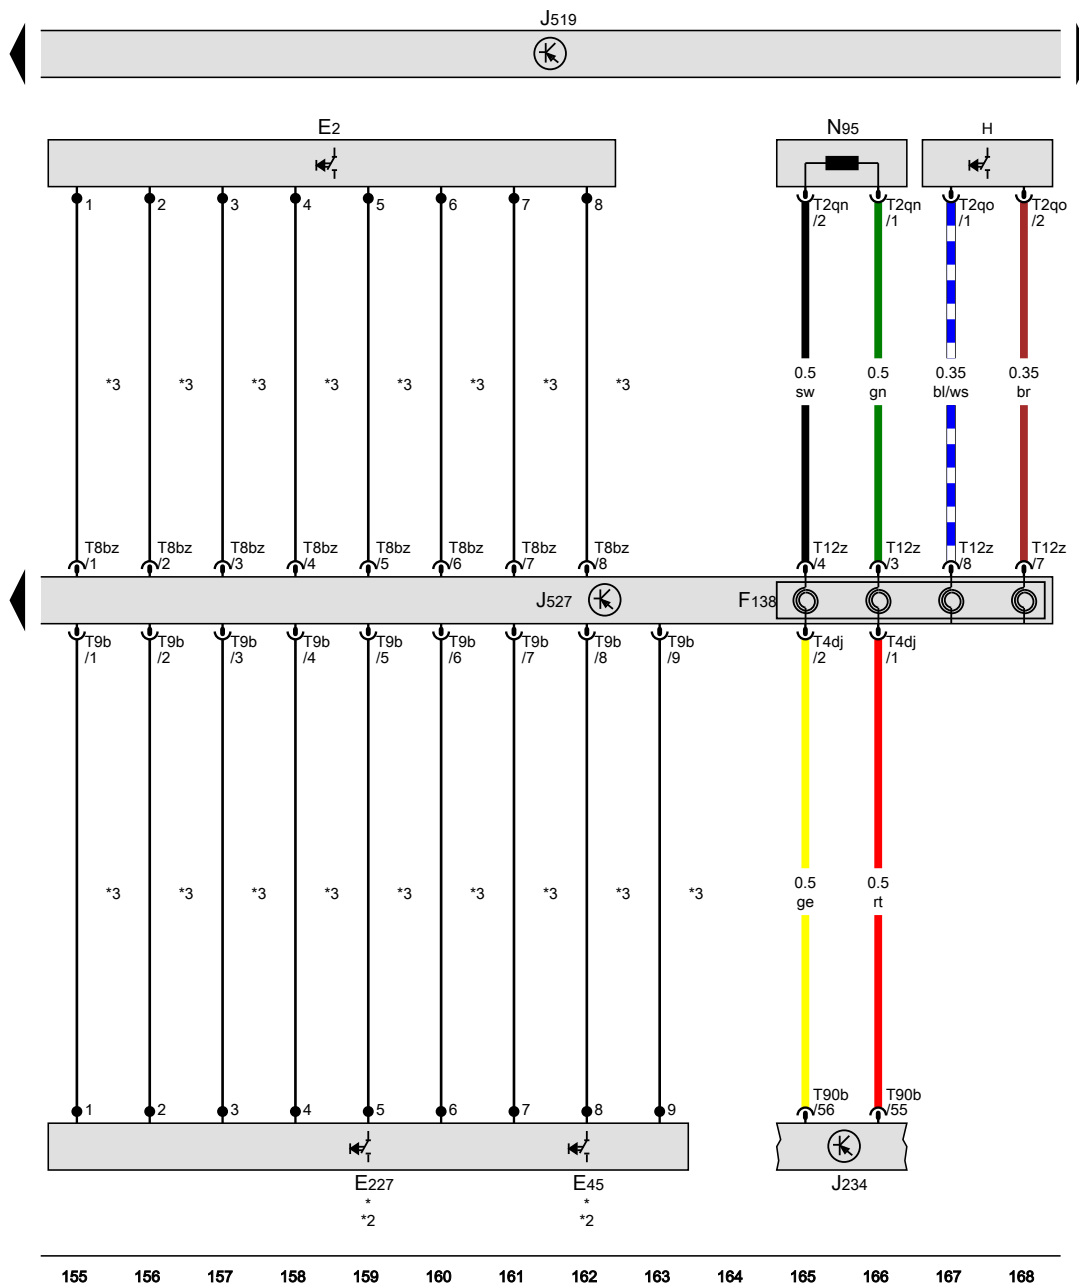 J519
E2 N95 H
1 2 3 4 5 6 7 8 T2qn T2qn T2qo T2qo
/2 /1 /1 /2
0.5 0.5 0.35 0.35
*3 *3 *3 *3 *3 *3 *3 *3 sw gn bl/ws br
T8bz T8bz T8bz T8bz T8bz T8bz T8bz T8bz T12z T12z T12z T12z
/1 /2 /3 /4 /5 /6 /7 /8 /4 /3 /8 /7
J527 F138
T9b T9b T9b T9b T9b T9b T9b T9b T9b T4dj T4dj
/1 /2 /3 /4 /5 /6 /7 /8 /9 /2 /1
0.5 0.5
*3 *3 *3 *3 *3 *3 *3 *3 *3 ge rt
T90b T90b
1 2 3 4 5 6 7 8 9 /56 /55
E227 E45 J234
* *
*2 *2
155 156 157 158 159 160 161 162 163 164 165 166 167 168